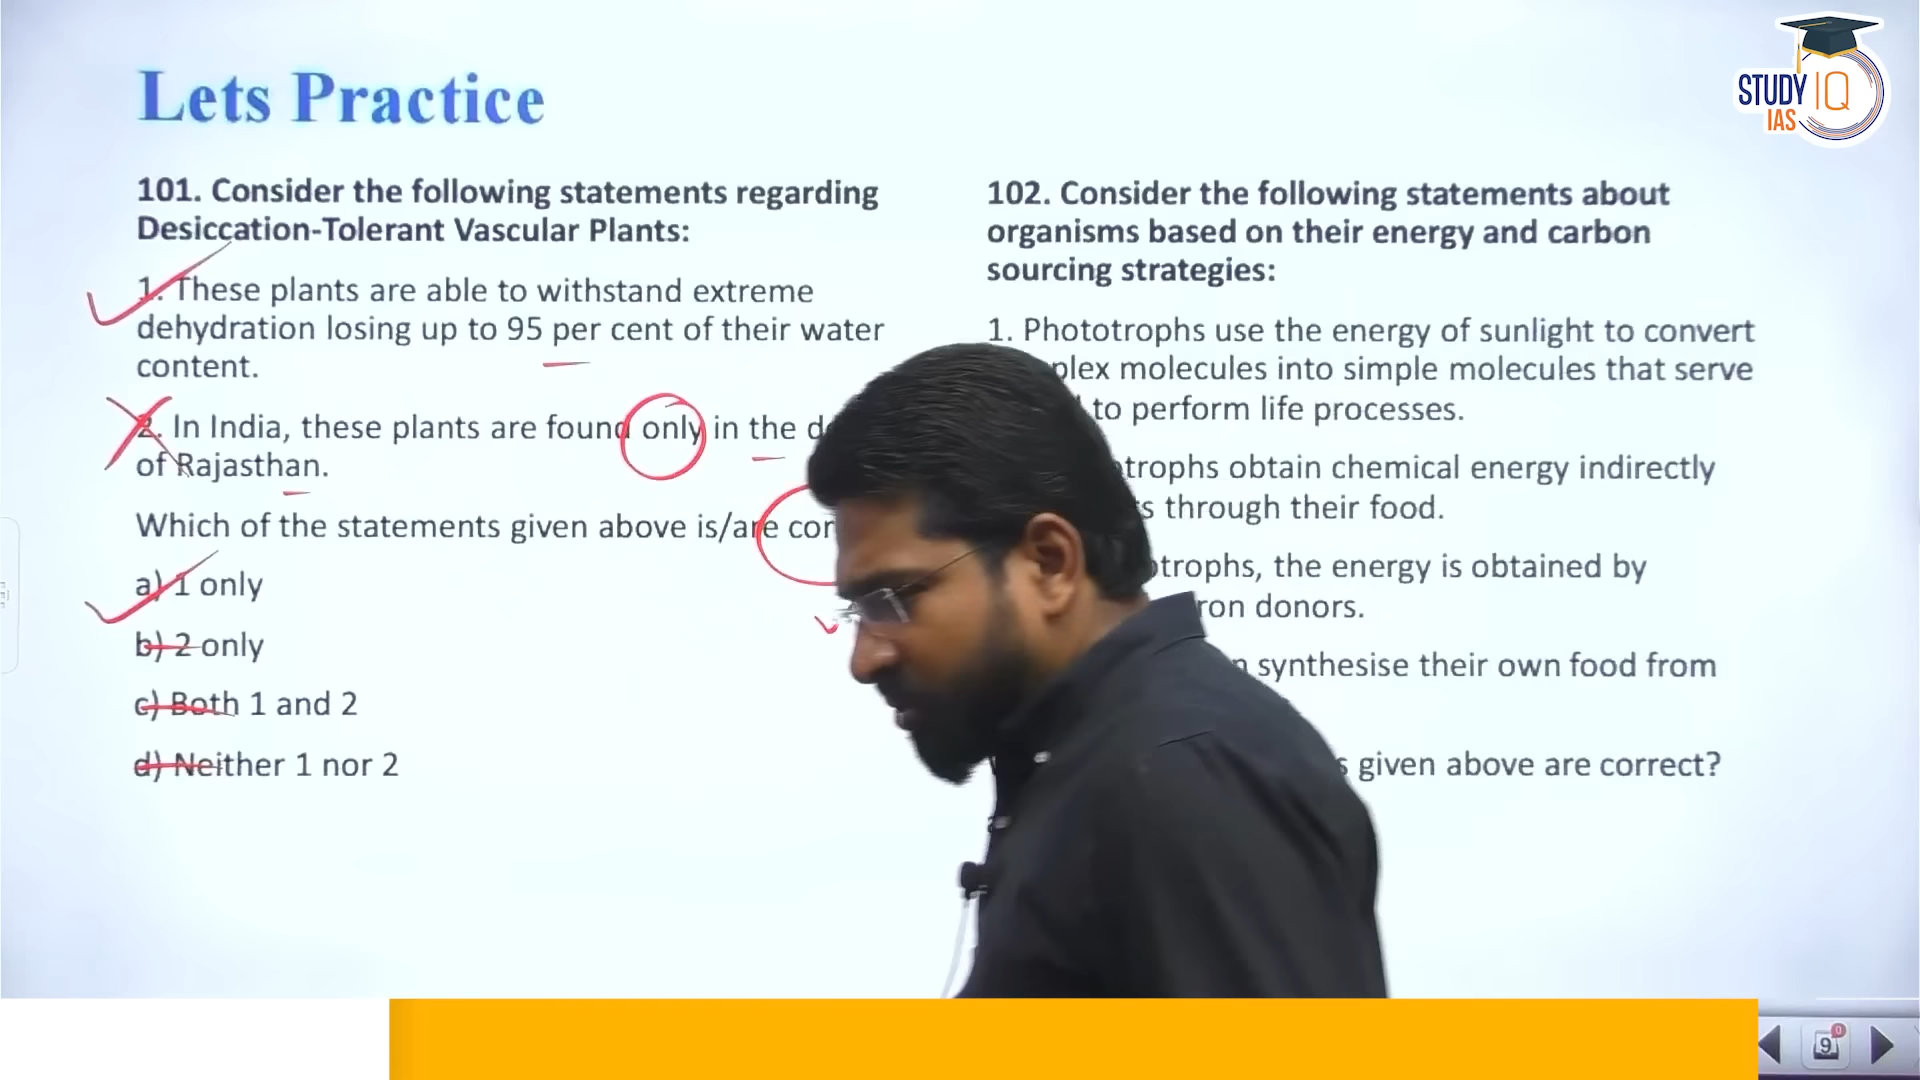 Lets Practice
STUDY IQ
IAS
101. Consider the following statements regarding
Desiccation-Tolerant Vascular Plants:
1. These plants are able to withstand extreme
dehydration losing up to 95 per cent of their water
content.
2. In India, these plants are found only in the
of Rajasthan.
Which of the statements given above is/are
a) 1 only
b) 2 only
c) Both 1 and 2
d) Neither 1 nor 2
102. Consider the following statements about
organisms based on their energy and carbon
sourcing strategies:
1. Phototrophs use the energy of sunlight to convert
molecules into simple molecules that serve
to perform life processes.
obtain chemical energy indirectly
through their food.
the energy is obtained by
donors.
synthesise their own food from
given above are correct?
9
0